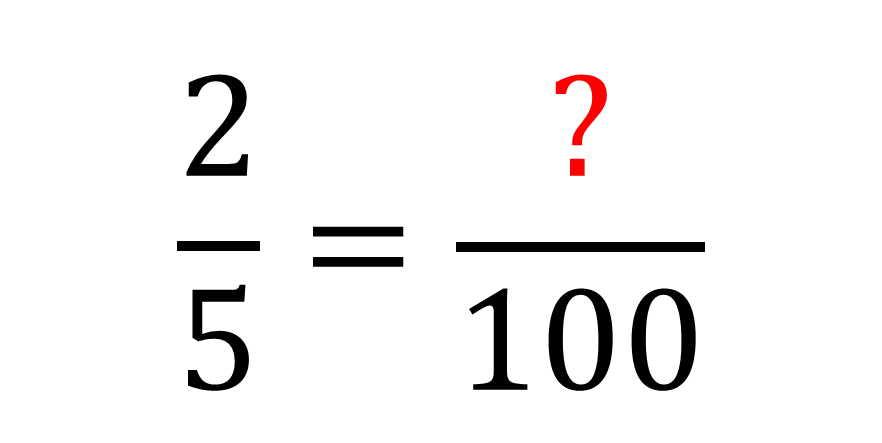 2 ?
— = —
5 100